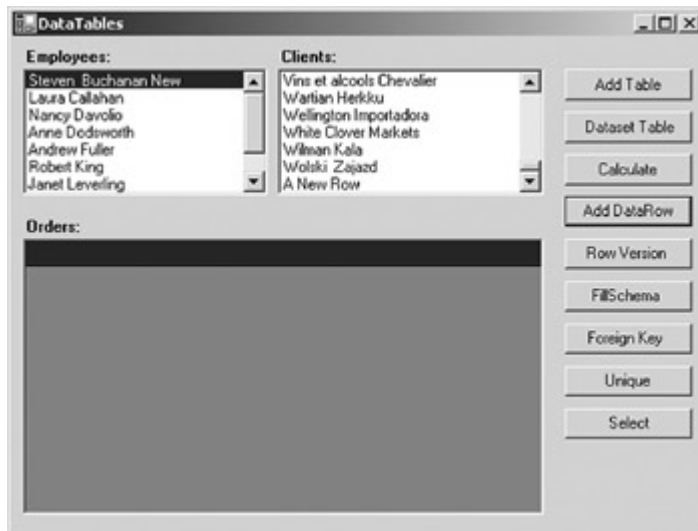 DataTables
Employees:
Steven Buchanan New
Laura Callahan
Nancy Davolio
Anne Dodsworth
Andrew Fuller
Robert King
Janet Leverling
Clients:
Vins et alcools Chevalier
Wartian Herkku
Wellington Importadora
White Clover Markets
Wilman Kala
Wolski Zajazd
A New Row
Orders:
Add Table
Dataset Table
Calculate
Add DataRow
Row Version
FillSchema
Foreign Key
Unique
Select